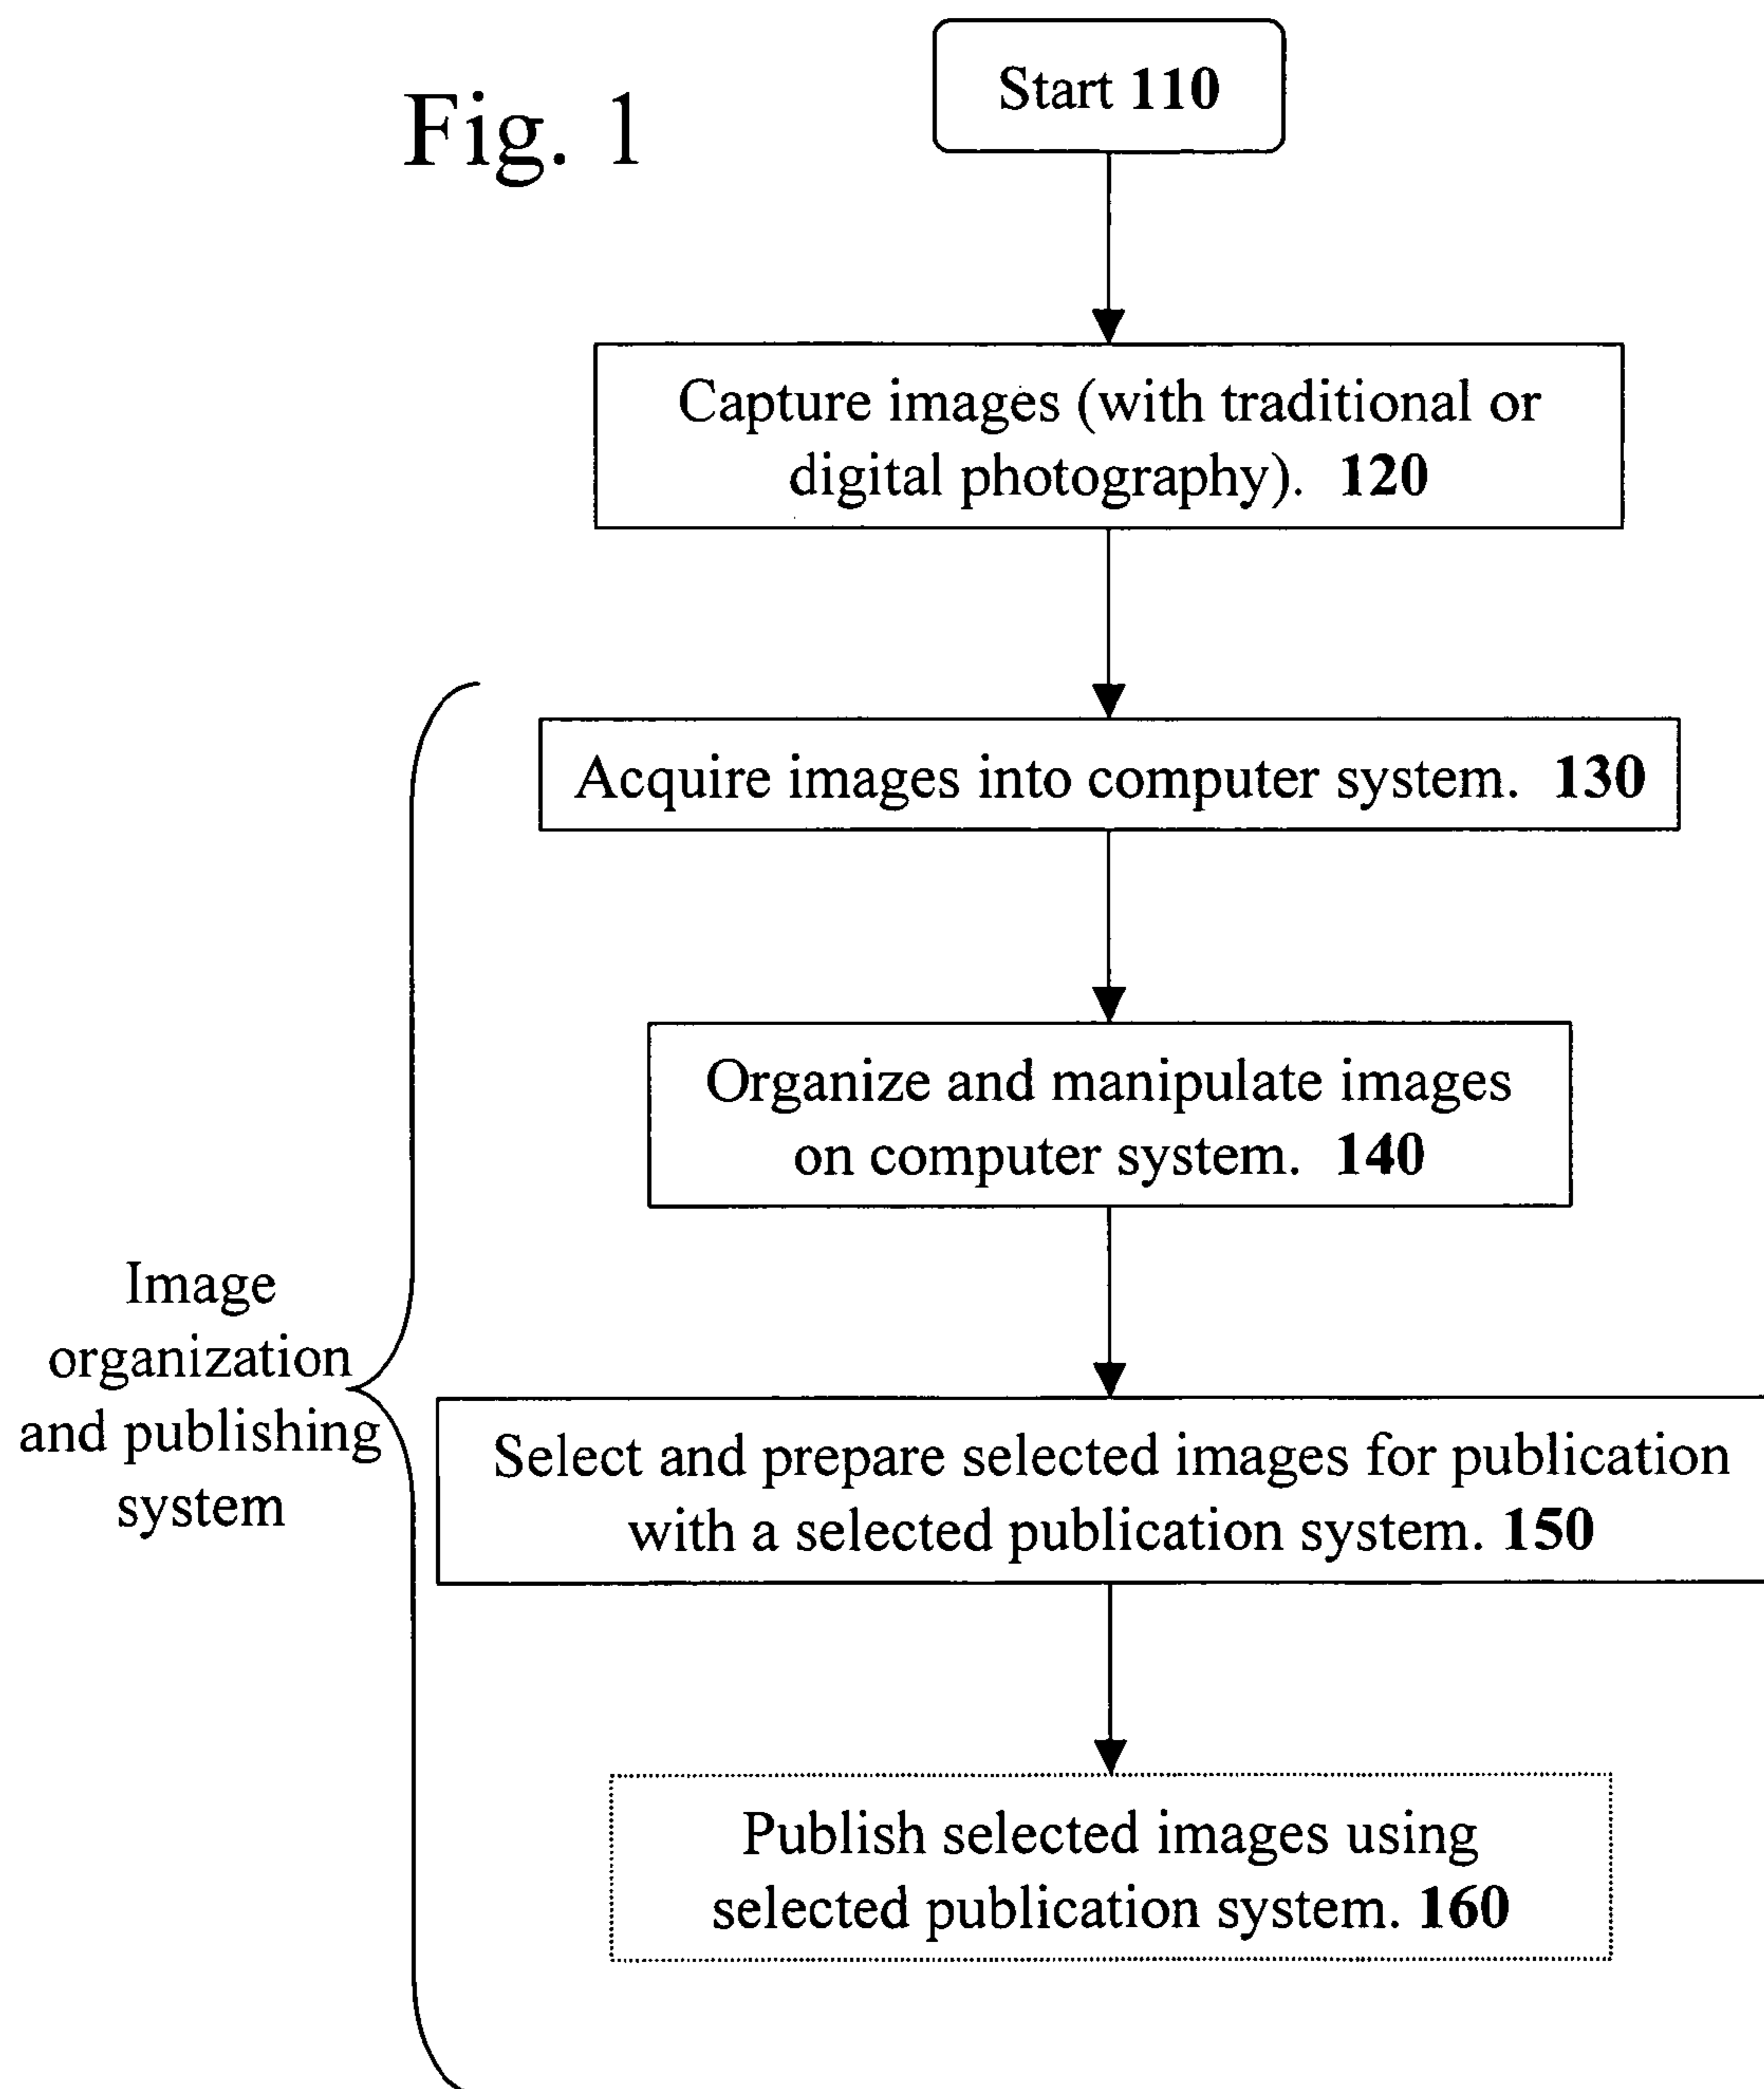 Fig. 1
Start 110
Capture images (with traditional or
digital photography). 120
Acquire images into computer system. 130
Organize and manipulate images
on computer system. 140
Image
organization
and publishing
system
Select and prepare selected images for publication
with a selected publication system. 150
Publish selected images using
selected publication system. 160